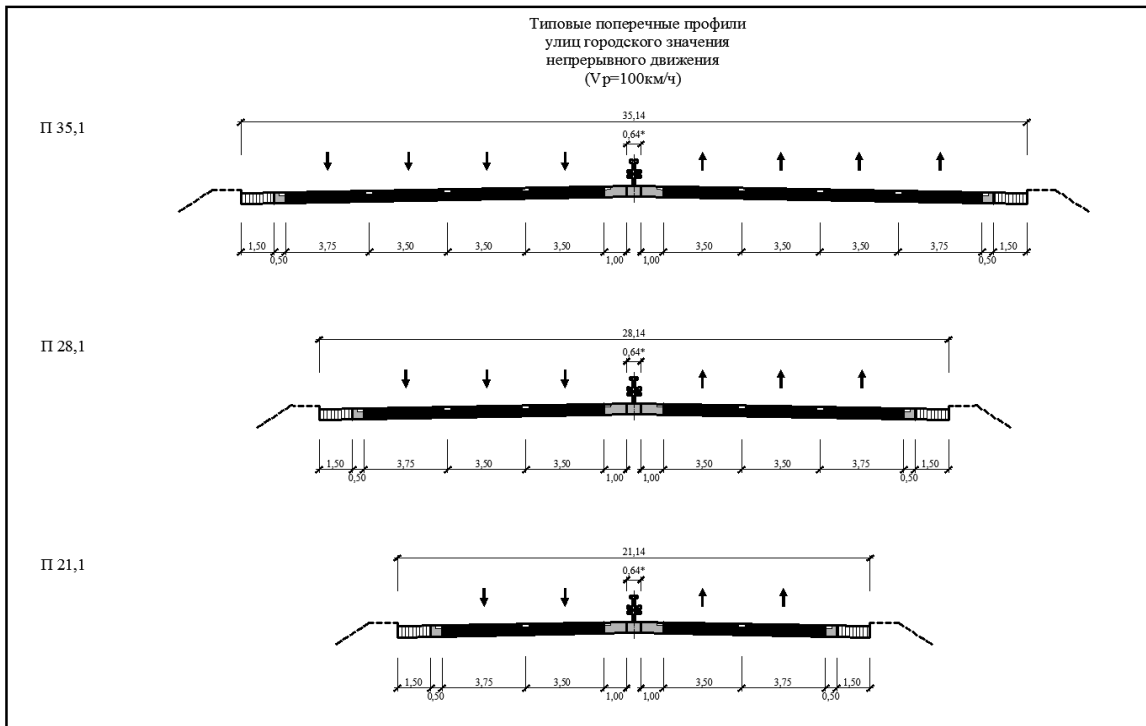 Типовые поперечные профили
улиц городского значения
непрерывного движения
(Vр=100км/ч)
П 35,1
35,14
0,64*
1,50 3,75 3,50 3,50 3,50 1,00 1,00 3,50 3,50 3,50 3,75 1,50
0,50 0,50
П 28,1
28,14
0,64*
1,50 3,75 3,50 3,50 1,00 1,00 3,50 3,50 3,75 1,50
0,50 0,50
П 21,1
21,14
0,64*
1,50 3,75 3,50 1,00 1,00 3,50 3,75 1,50
0,50 0,50